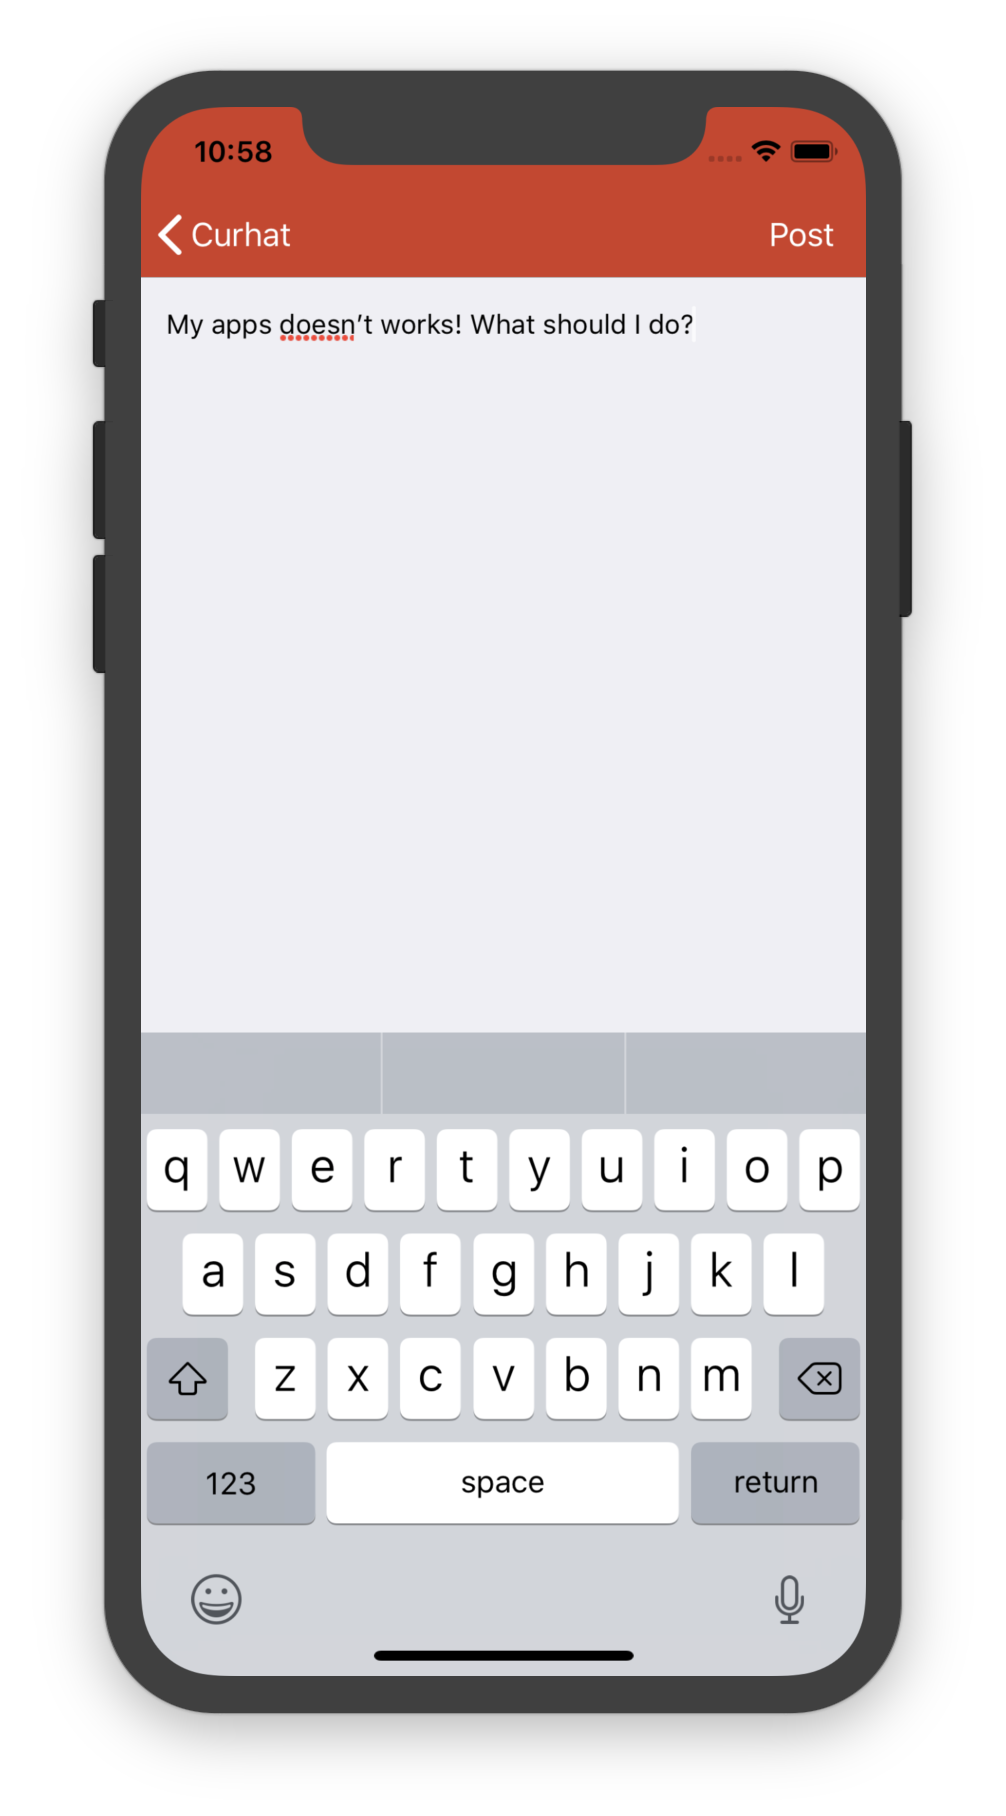 10:58
Curhat Post
My apps doesn’t works! What should I do?
q w e r t y u i o p
a s d f g h j k l
z x c v b n m
123 space return